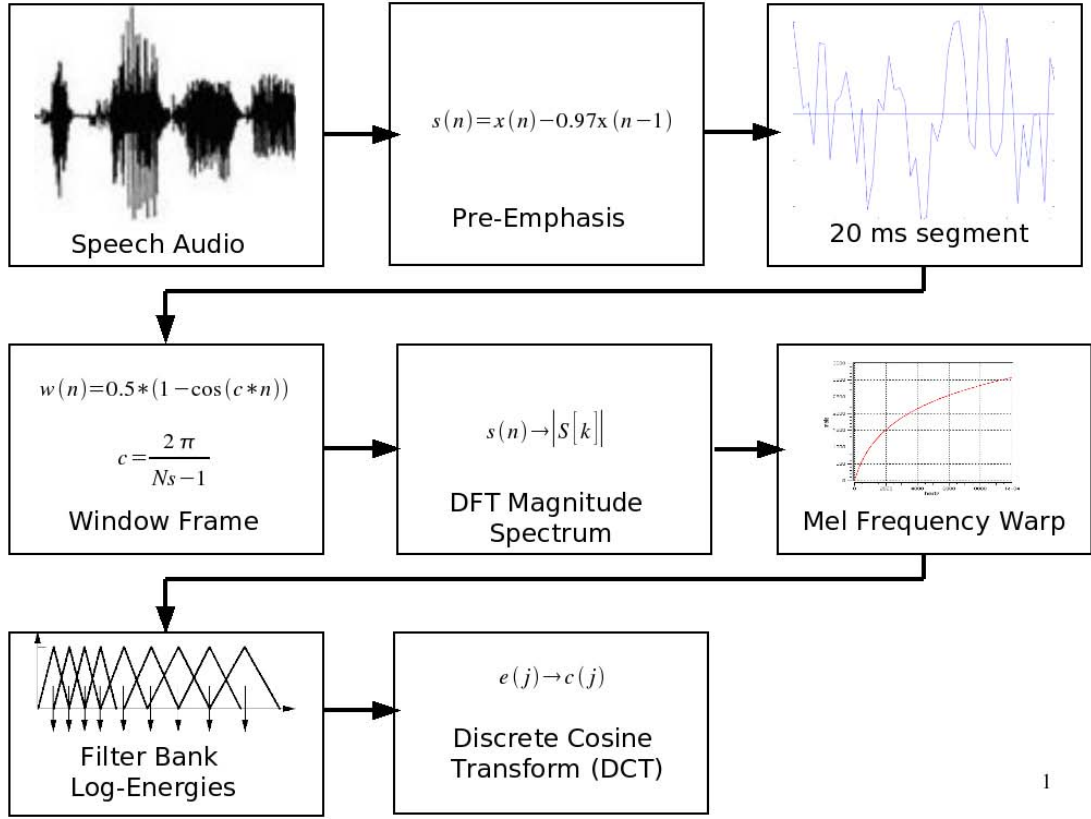 s(n)=x(n)−0.97x(n−1)
Speech Audio
Pre-Emphasis
20 ms segment
w(n)=0.5*(1−cos(c*n))
c=2π/(Ns−1)
Window Frame
s(n)→|S[k]|
DFT Magnitude
Spectrum
Mel Frequency Warp
Filter Bank
Log-Energies
e(j)→c(j)
Discrete Cosine
Transform (DCT)
1